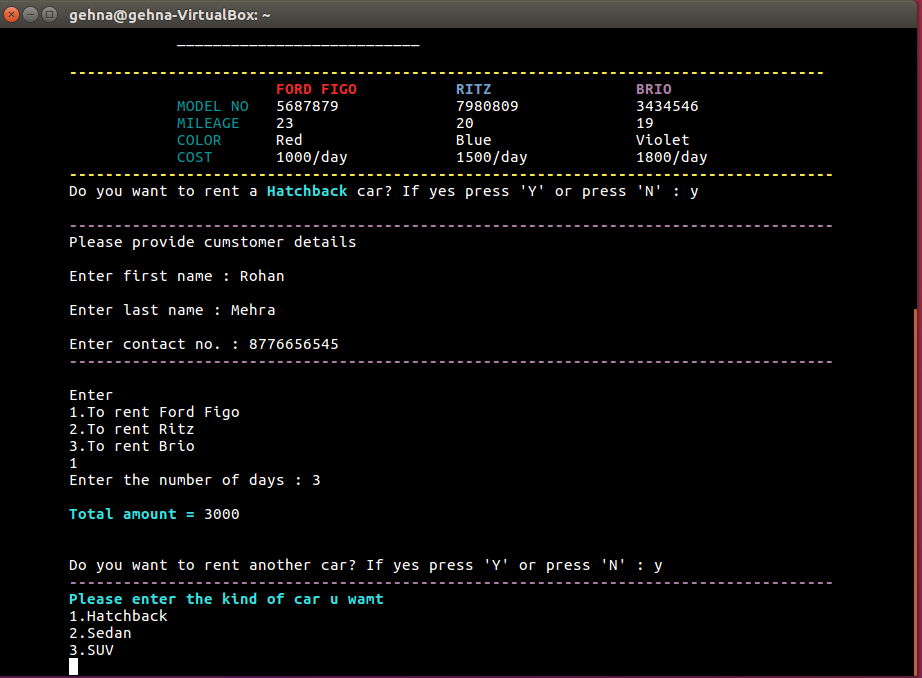 gehna@gehna-VirtualBox: ~
___________________________
------------------------------------------------------------------------------------
FORD FIGO RITZ BRIO
MODEL NO 5687879 7980809 3434546
MILEAGE 23 20 19
COLOR Red Blue Violet
COST 1000/day 1500/day 1800/day
-------------------------------------------------------------------------------------
Do you want to rent a Hatchback car? If yes press 'Y' or press 'N' : y
-------------------------------------------------------------------------------------
Please provide cumstomer details
Enter first name : Rohan
Enter last name : Mehra
Enter contact no. : 8776656545
-------------------------------------------------------------------------------------
Enter
1.To rent Ford Figo
2.To rent Ritz
3.To rent Brio
1
Enter the number of days : 3
Total amount = 3000
Do you want to rent another car? If yes press 'Y' or press 'N' : y
-------------------------------------------------------------------------------------
Please enter the kind of car u wamt
1.Hatchback
2.Sedan
3.SUV